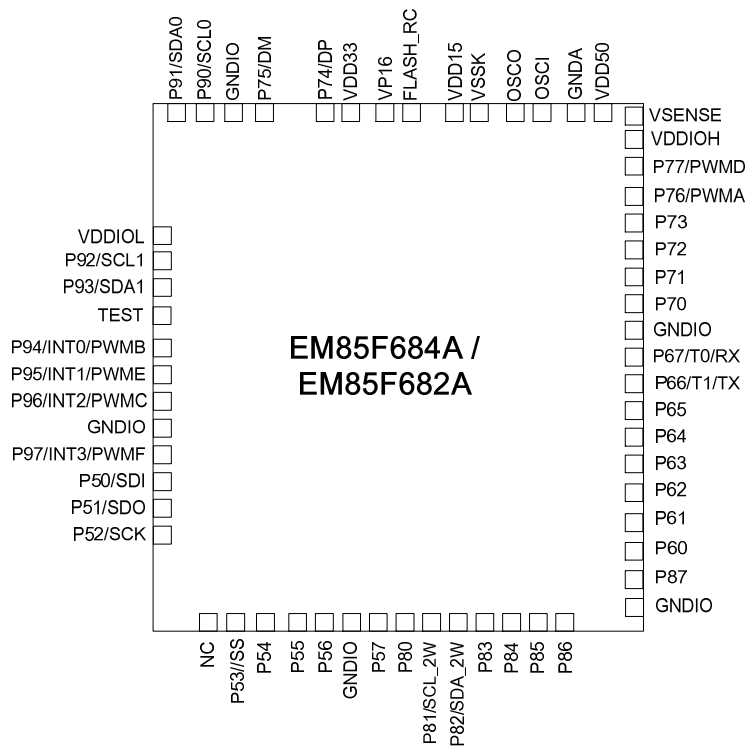 P91/SDA0
P90/SCL0
GNDIO
P75/DM
P74/DP
VDD33
VP16
FLASH_RC
VDD15
VSSK
OSCO
OSCI
GNDA
VDD50
VDDIOL
P92/SCL1
P93/SDA1
TEST
P94/INT0/PWMB
P95/INT1/PWME
P96/INT2/PWMC
GNDIO
P97/INT3/PWMF
P50/SDI
P51/SDO
P52/SCK
EM85F684A /
EM85F682A
VSENSE
VDDIOH
P77/PWMD
P76/PWMA
P73
P72
P71
P70
GNDIO
P67/T0/RX
P66/T1/TX
P65
P64
P63
P62
P61
P60
P87
GNDIO
NC
P53//SS
P54
P55
P56
GNDIO
P57
P80
P81/SCL_2W
P82/SDA_2W
P83
P84
P85
P86